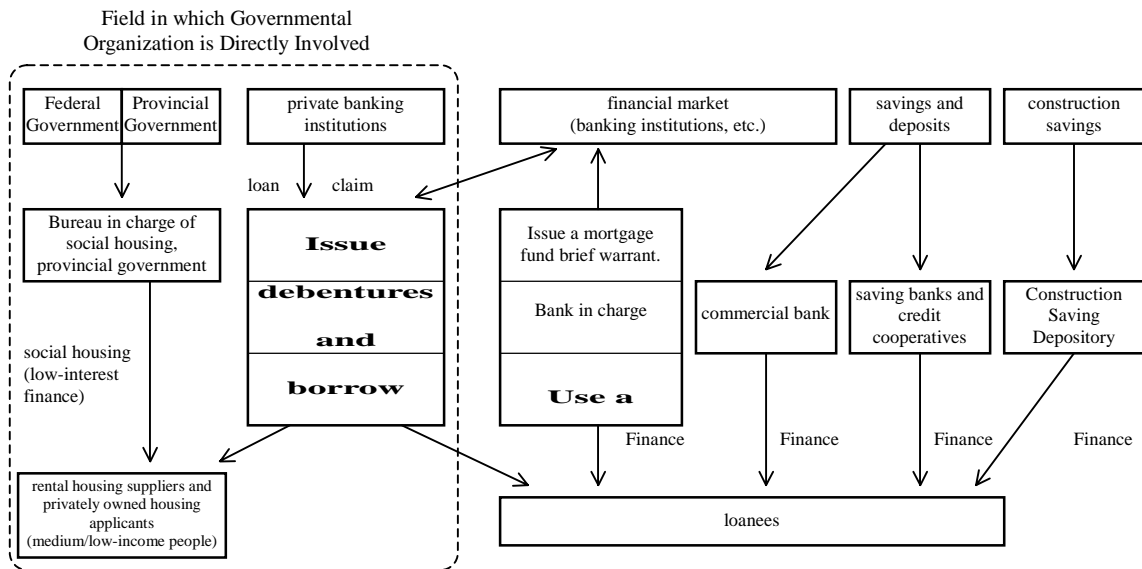 Field in which Governmental
Organization is Directly Involved
Federal
Government
Provincial
Government
private banking
institutions
financial market
(banking institutions, etc.)
savings and
deposits
construction
savings
loan
claim
Bureau in charge of
social housing,
provincial government
Issue
debentures
and
borrow
Issue a mortgage
fund brief warrant.
Bank in charge
Use a
commercial bank
saving banks and
credit
cooperatives
Construction
Saving
Depository
social housing
(low-interest
finance)
Finance
Finance
Finance
Finance
rental housing suppliers and
privately owned housing
applicants
(medium/low-income people)
loanees